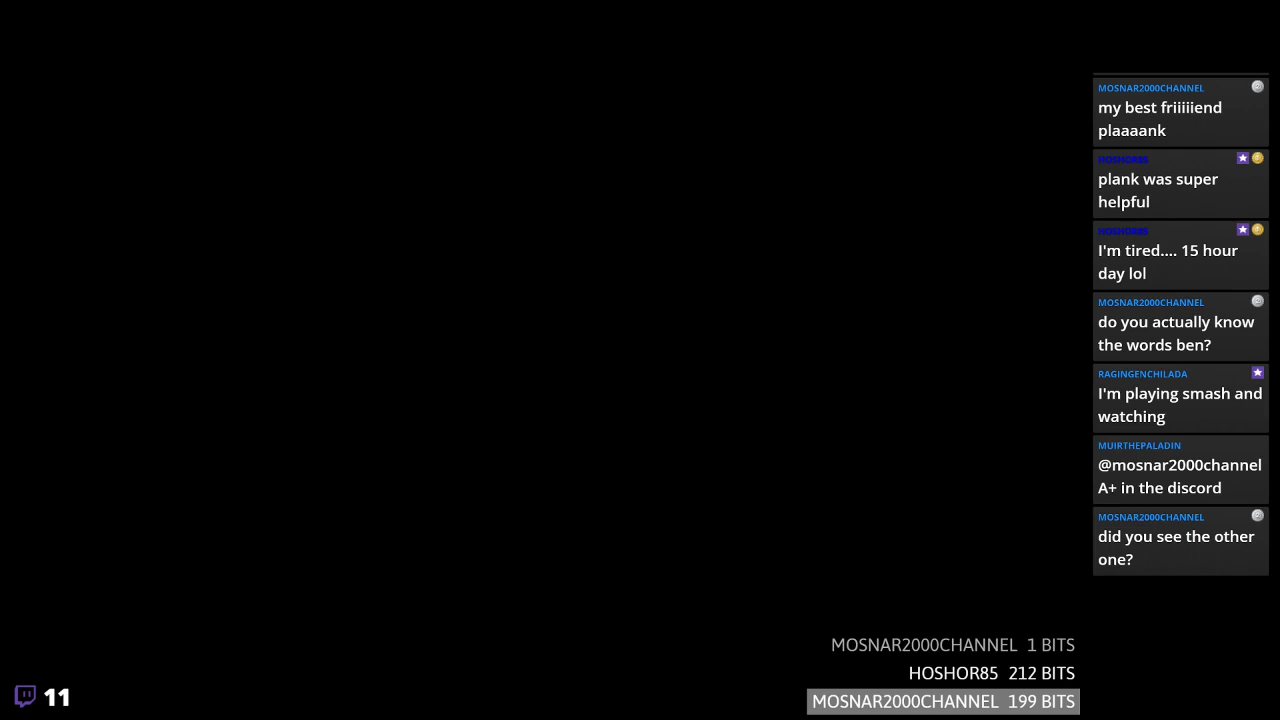 MOSNAR2000CHANNEL
my best friiiiiend
plaaaank
HOSHOR85
plank was super
helpful
HOSHOR85
I'm tired.... 15 hour
day lol
MOSNAR2000CHANNEL
do you actually know
the words ben?
RAGINGENCHILADA
I'm playing smash and
watching
MUIRTHEPALADIN
@mosnar2000channel
A+ in the discord
MOSNAR2000CHANNEL
did you see the other
one?
MOSNAR2000CHANNEL 1 BITS
HOSHOR85 212 BITS
MOSNAR2000CHANNEL 199 BITS
11